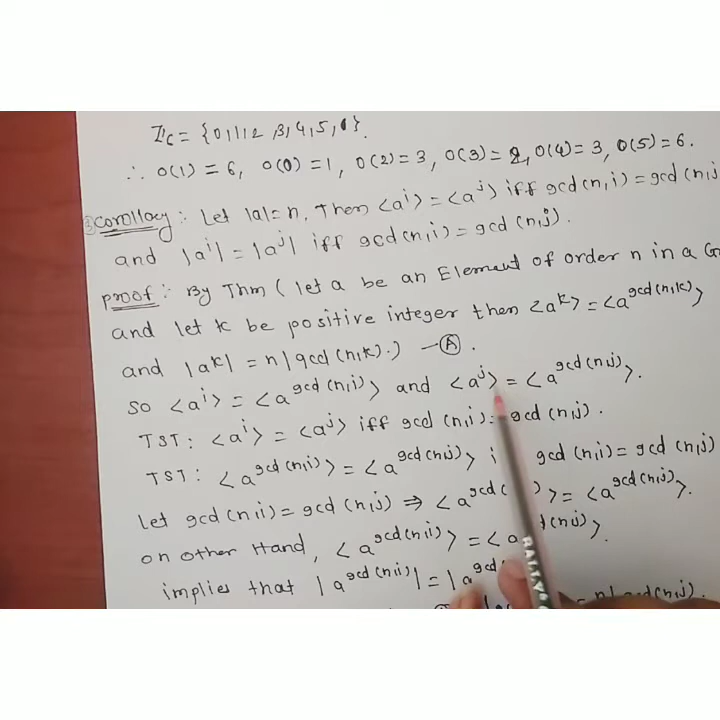 Z6 = {0,1,2,3,4,5,6}.
∴ O(1) = 6, O(0) = 1, O(2) = 3, O(3) = 2, O(4) = 3, O(5) = 6.
③ Corollary: Let |a| = n. Then <a^i> = <a^j> iff gcd(n,i) = gcd(n,j
and |a^i| = |a^j| iff gcd(n,i) = gcd(n,j).
proof: By Thm ( let a be an Element of order n in a G
and let k be positive integer then <a^k> = <a^gcd(n,k)>
and |a^k| = n|gcd(n,k).) —Ⓐ.
So <a^i> = <a^gcd(n,i)> and <a^j> = <a^gcd(n,j)>.
TST: <a^i> = <a^j> iff gcd(n,i) = gcd(n,j).
TST: <a^gcd(n,i)> = <a^gcd(n,j)> i gcd(n,i) = gcd(n,j)
Let gcd(n,i) = gcd(n,j) ⇒ <a^gcd( )> = <a^gcd(n,j)>.
on other Hand, <a^gcd(n,i)> = <a (n,j)>.
implies that |a^gcd(n,i)| = |a^gcd
n|gcd(n,j).